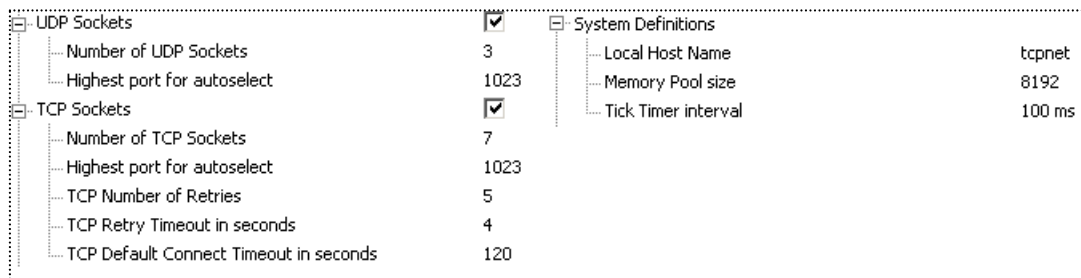 UDP Sockets
Number of UDP Sockets 3
Highest port for autoselect 1023
TCP Sockets
Number of TCP Sockets 7
Highest port for autoselect 1023
TCP Number of Retries 5
TCP Retry Timeout in seconds 4
TCP Default Connect Timeout in seconds 120
System Definitions
Local Host Name tcpnet
Memory Pool size 8192
Tick Timer interval 100 ms